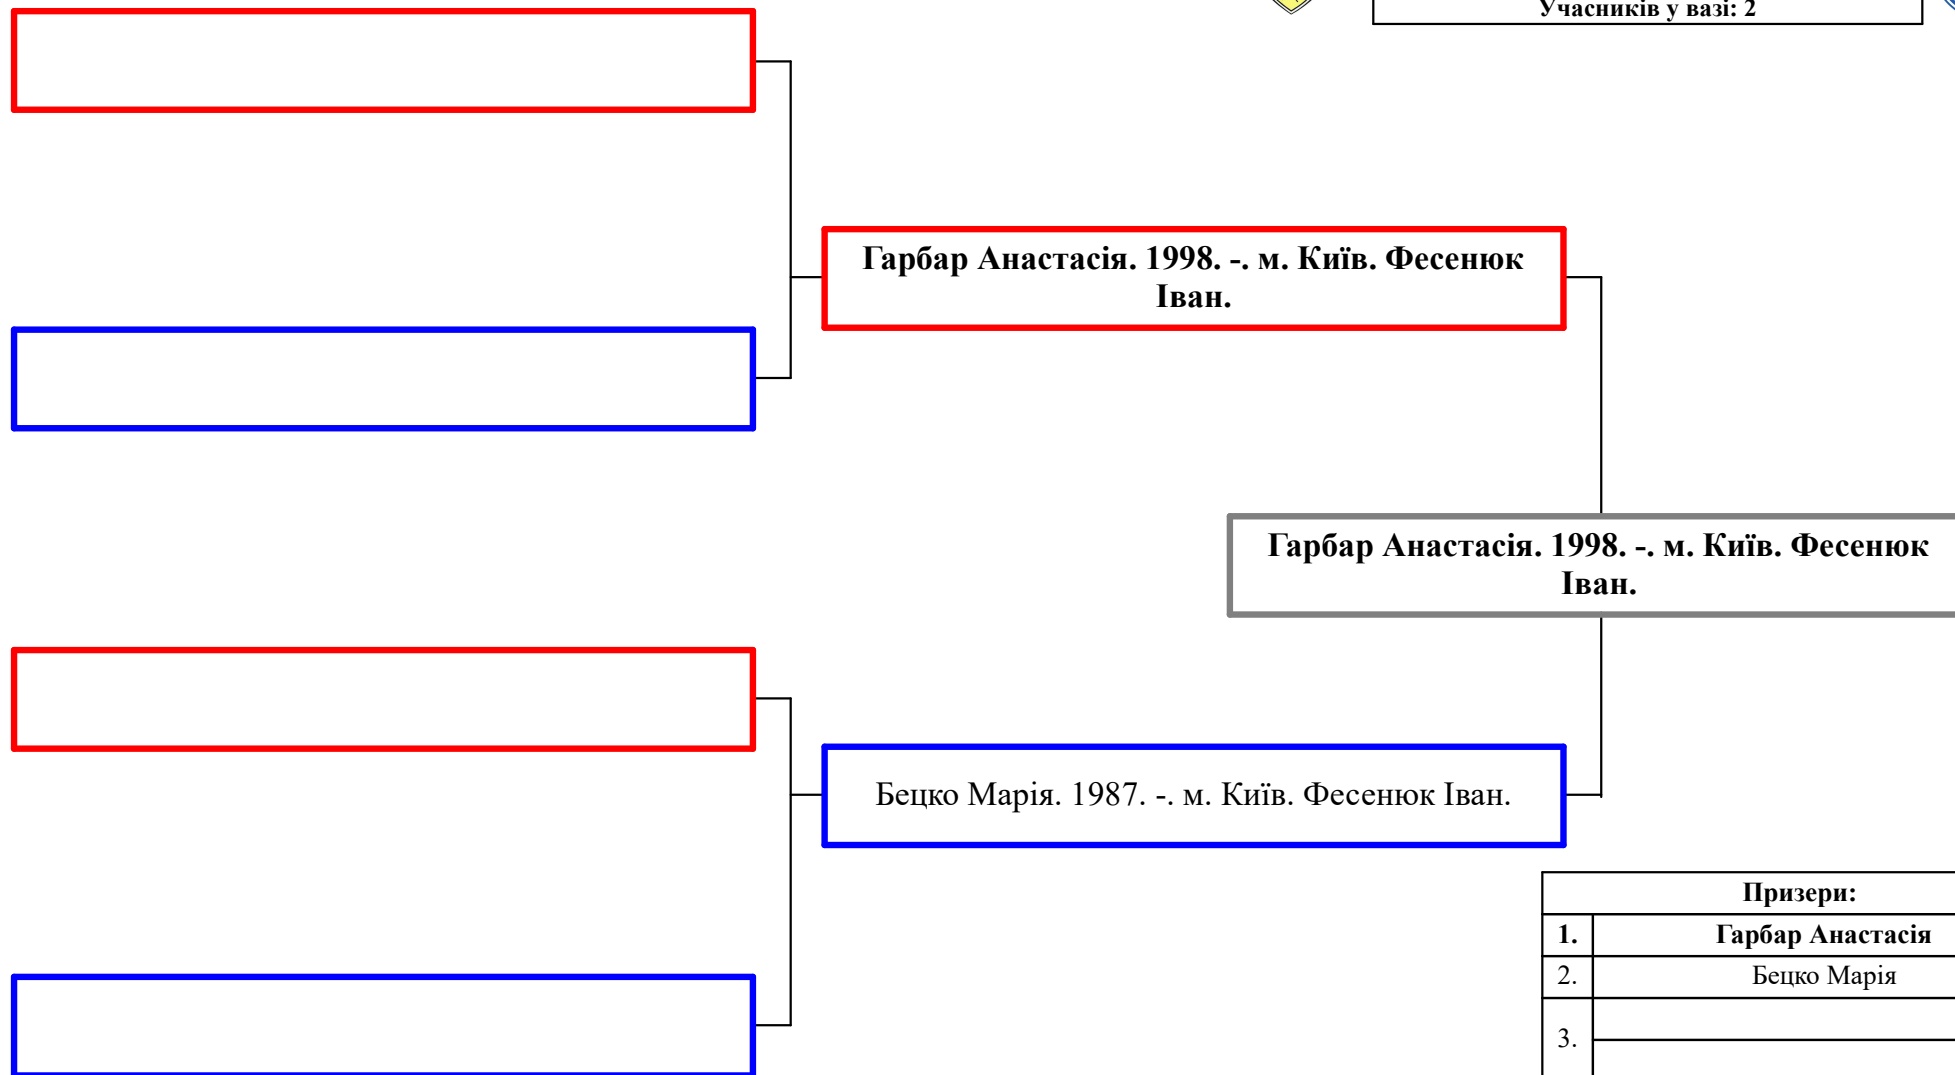 Учасників у вазі: 2
Гарбар Анастасія. 1998. -. м. Київ. Фесенюк
Іван.
Гарбар Анастасія. 1998. -. м. Київ. Фесенюк
Іван.
Бецко Марія. 1987. -. м. Київ. Фесенюк Іван.
Призери:
1. Гарбар Анастасія
2. Бецко Марія
3.